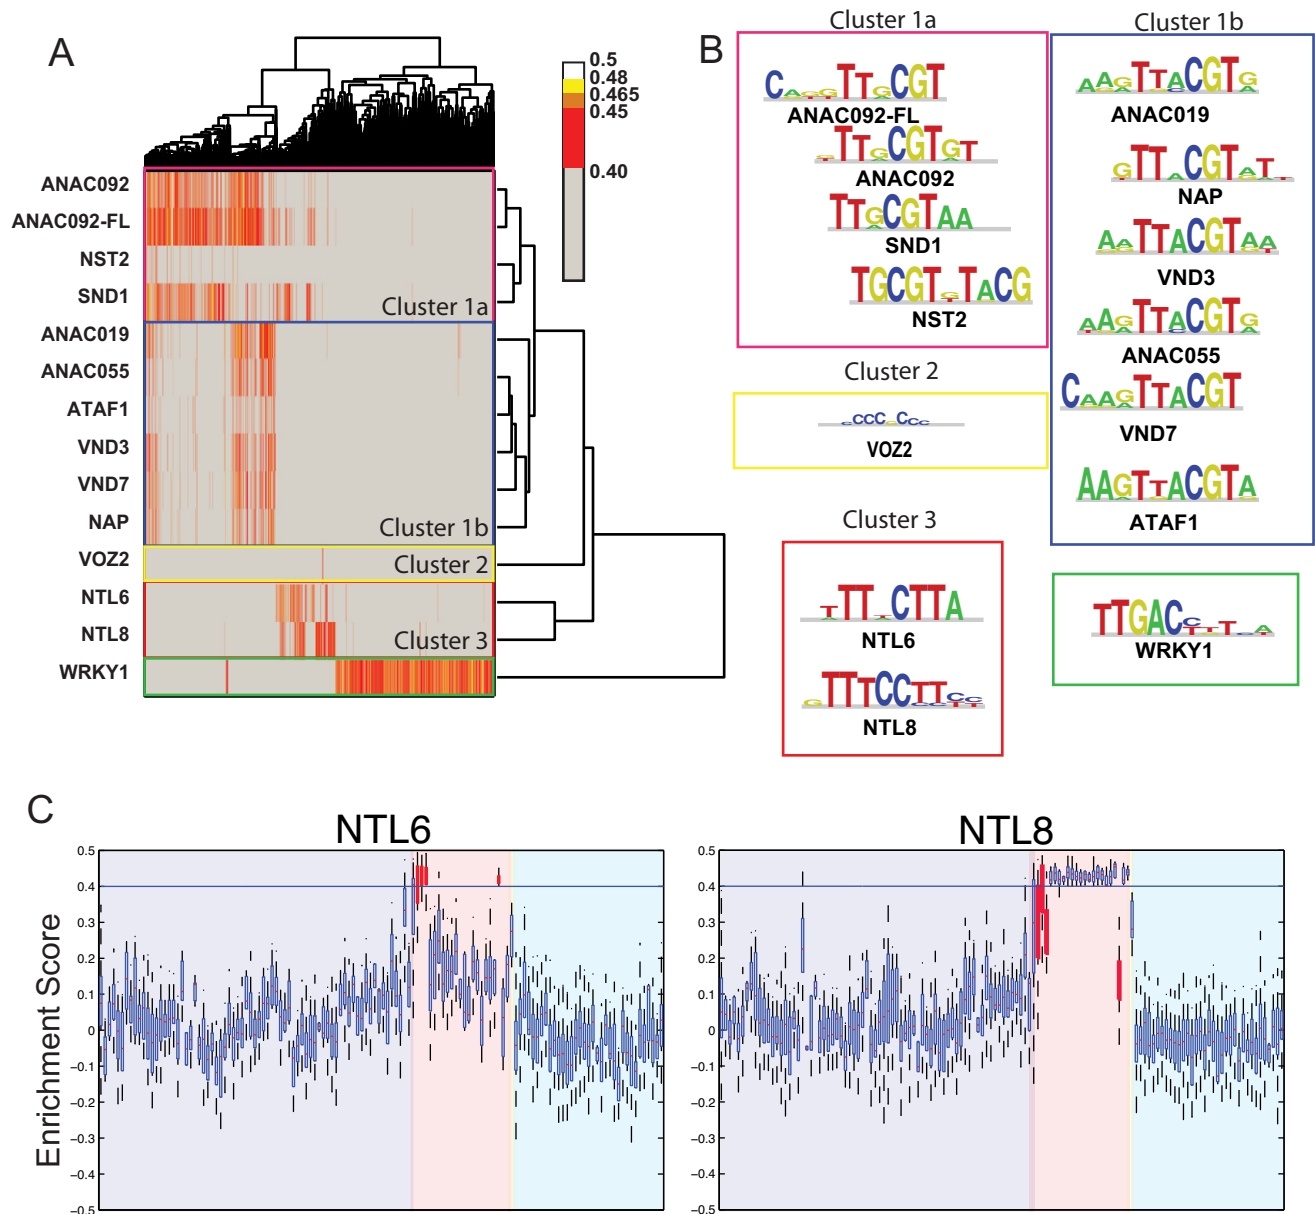 A
0.5
0.48
0.465
0.45
0.40
ANAC092
ANAC092-FL
NST2
SND1
Cluster 1a
ANAC019
ANAC055
ATAF1
VND3
VND7
NAP
Cluster 1b
VOZ2
Cluster 2
NTL6
NTL8
Cluster 3
WRKY1
B
Cluster 1a
ANAC092-FL
ANAC092
SND1
NST2
Cluster 1b
ANAC019
NAP
VND3
ANAC055
VND7
ATAF1
Cluster 2
VOZ2
Cluster 3
NTL6
NTL8
WRKY1
C
NTL6
Enrichment Score
0.5
0.4
0.3
0.2
0.1
0
−0.1
−0.2
−0.3
−0.4
−0.5
NTL8
0.5
0.4
0.3
0.2
0.1
0
−0.1
−0.2
−0.3
−0.4
−0.5